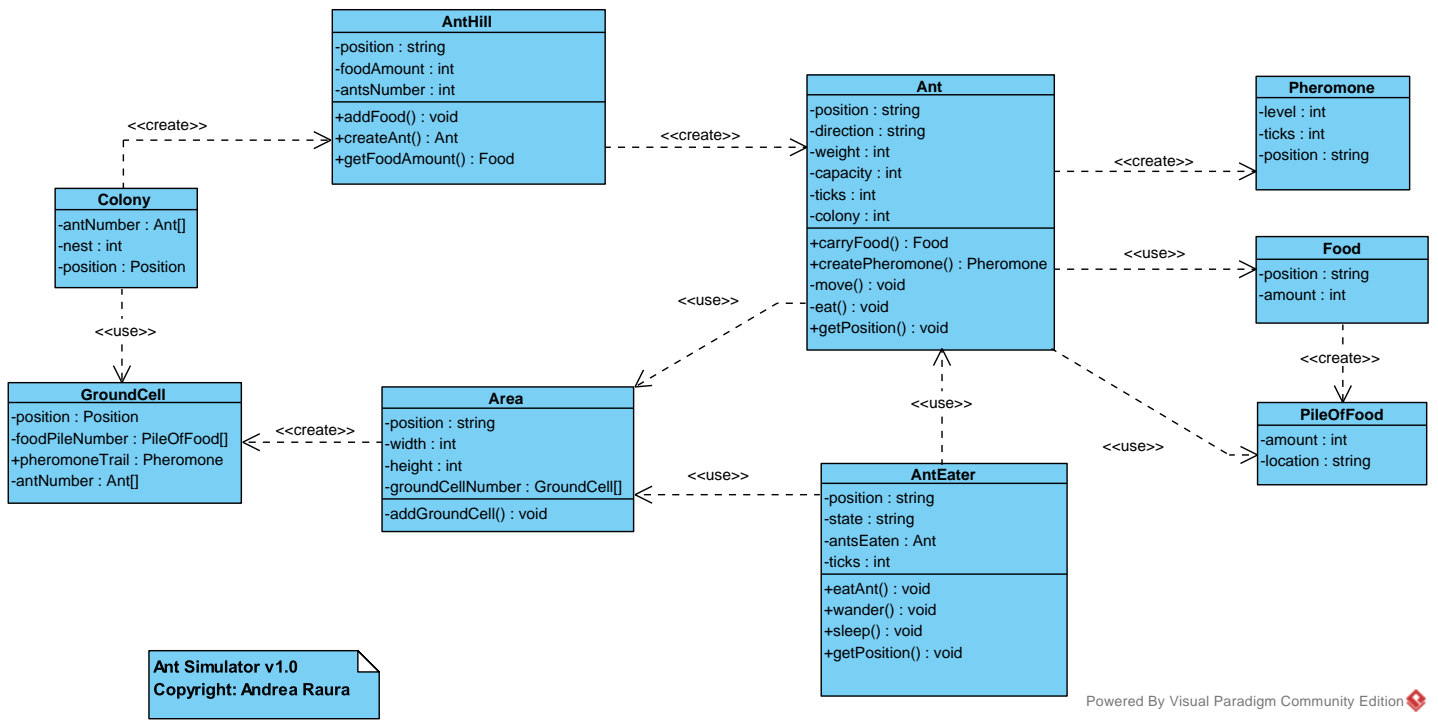 AntHill
-position : string
-foodAmount : int
-antsNumber : int
+addFood() : void
+createAnt() : Ant
+getFoodAmount() : Food
<<create>>
Colony
-antNumber : Ant[]
-nest : int
-position : Position
<<create>>
Ant
-position : string
-direction : string
-weight : int
-capacity : int
-ticks : int
-colony : int
+carryFood() : Food
+createPheromone() : Pheromone
-move() : void
-eat() : void
+getPosition() : void
<<create>>
Pheromone
-level : int
-ticks : int
-position : string
<<use>>
Food
-position : string
-amount : int
<<create>>
PileOfFood
-amount : int
-location : string
<<use>>
<<use>>
<<use>>
GroundCell
-position : Position
-foodPileNumber : PileOfFood[]
+pheromoneTrail : Pheromone
-antNumber : Ant[]
<<create>>
Area
-position : string
-width : int
-height : int
-groundCellNumber : GroundCell[]
-addGroundCell() : void
<<use>>
<<use>>
AntEater
-position : string
-state : string
-antsEaten : Ant
-ticks : int
+eatAnt() : void
+wander() : void
+sleep() : void
+getPosition() : void
Ant Simulator v1.0
Copyright: Andrea Raura
Powered By Visual Paradigm Community Edition